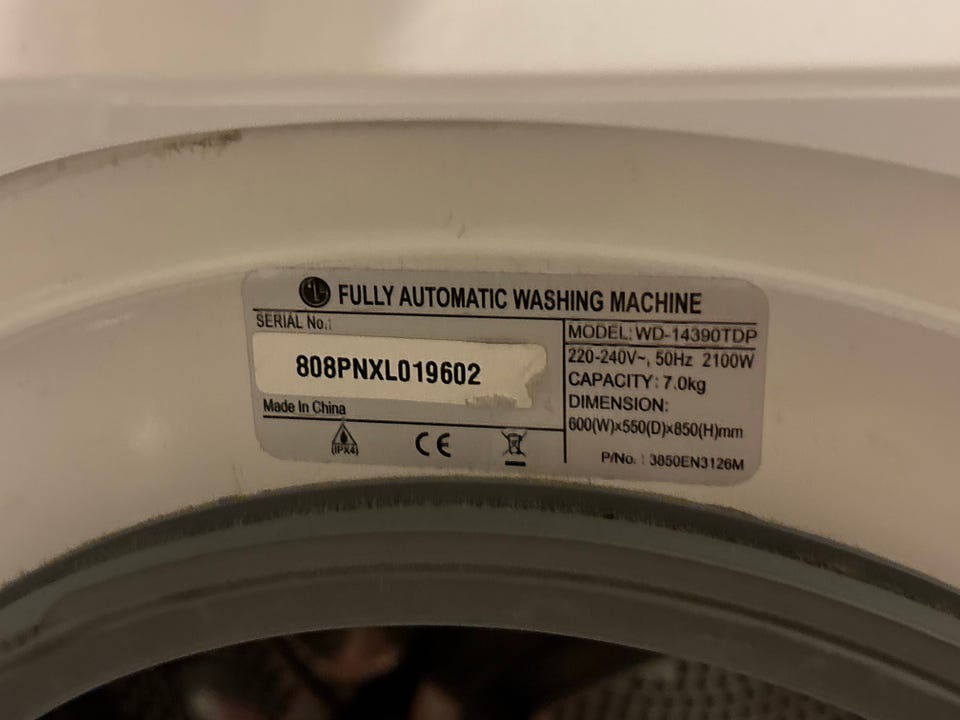 LG FULLY AUTOMATIC WASHING MACHINE
SERIAL No.:
808PNXL019602
Made In China
(IPX4)
CE
MODEL: WD-14390TDP
220-240V~, 50Hz 2100W
CAPACITY: 7.0kg
DIMENSION:
600(W)x550(D)x850(H)mm
P/No. : 3850EN3126M